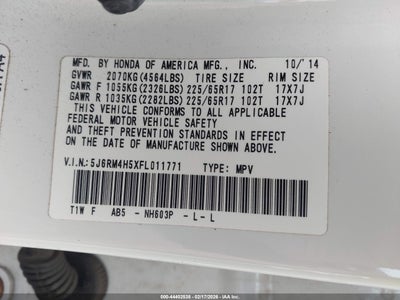 MFD. BY HONDA OF AMERICA MFG., INC. 10/'14
GVWR 2070KG(4564LBS) TIRE SIZE RIM SIZE
GAWR F 1055KG(2326LBS)225/65R17 102T 17X7J
GAWR R 1035KG(2282LBS)225/65R17 102T 17X7J
THIS VEHICLE CONFORMS TO ALL APPLICABLE
FEDERAL MOTOR VEHICLE SAFETY AND
THEFT PREVENTION STANDARDS IN EFFECT
ON THE DATE OF MANUFACTURE SHOWN ABOVE.
V.I.N:5J6RM4H5XFL011771 TYPE: MPV
T1W F AB5 -NH603P -L-L
500-44402535 - 02/17/2026 - IAA, Inc.